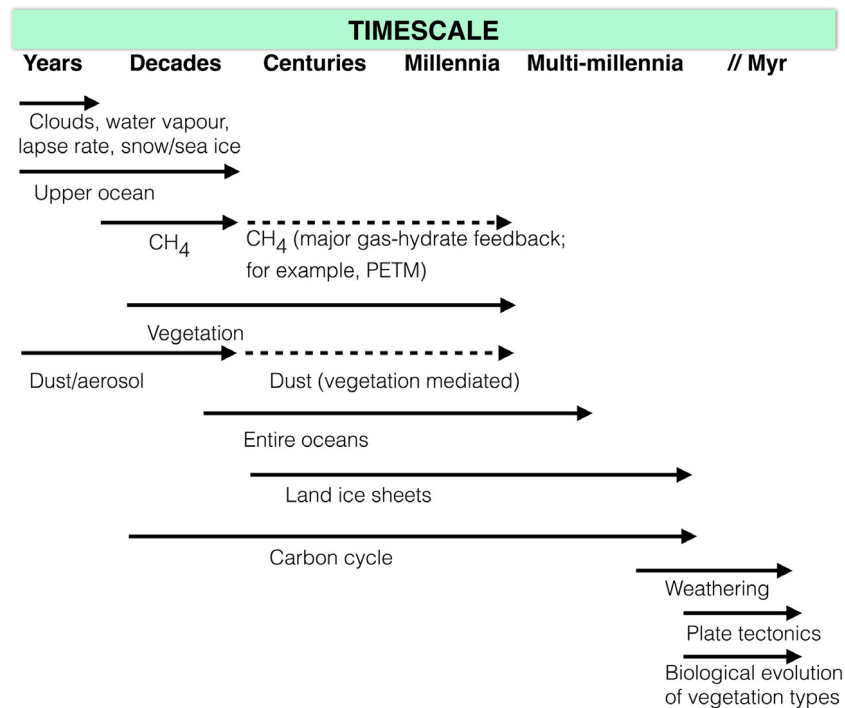 TIMESCALE
Years Decades Centuries Millennia Multi-millennia // Myr
Clouds, water vapour,
lapse rate, snow/sea ice
Upper ocean
CH4
CH4 (major gas-hydrate feedback;
for example, PETM)
Vegetation
Dust/aerosol
Dust (vegetation mediated)
Entire oceans
Land ice sheets
Carbon cycle
Weathering
Plate tectonics
Biological evolution
of vegetation types